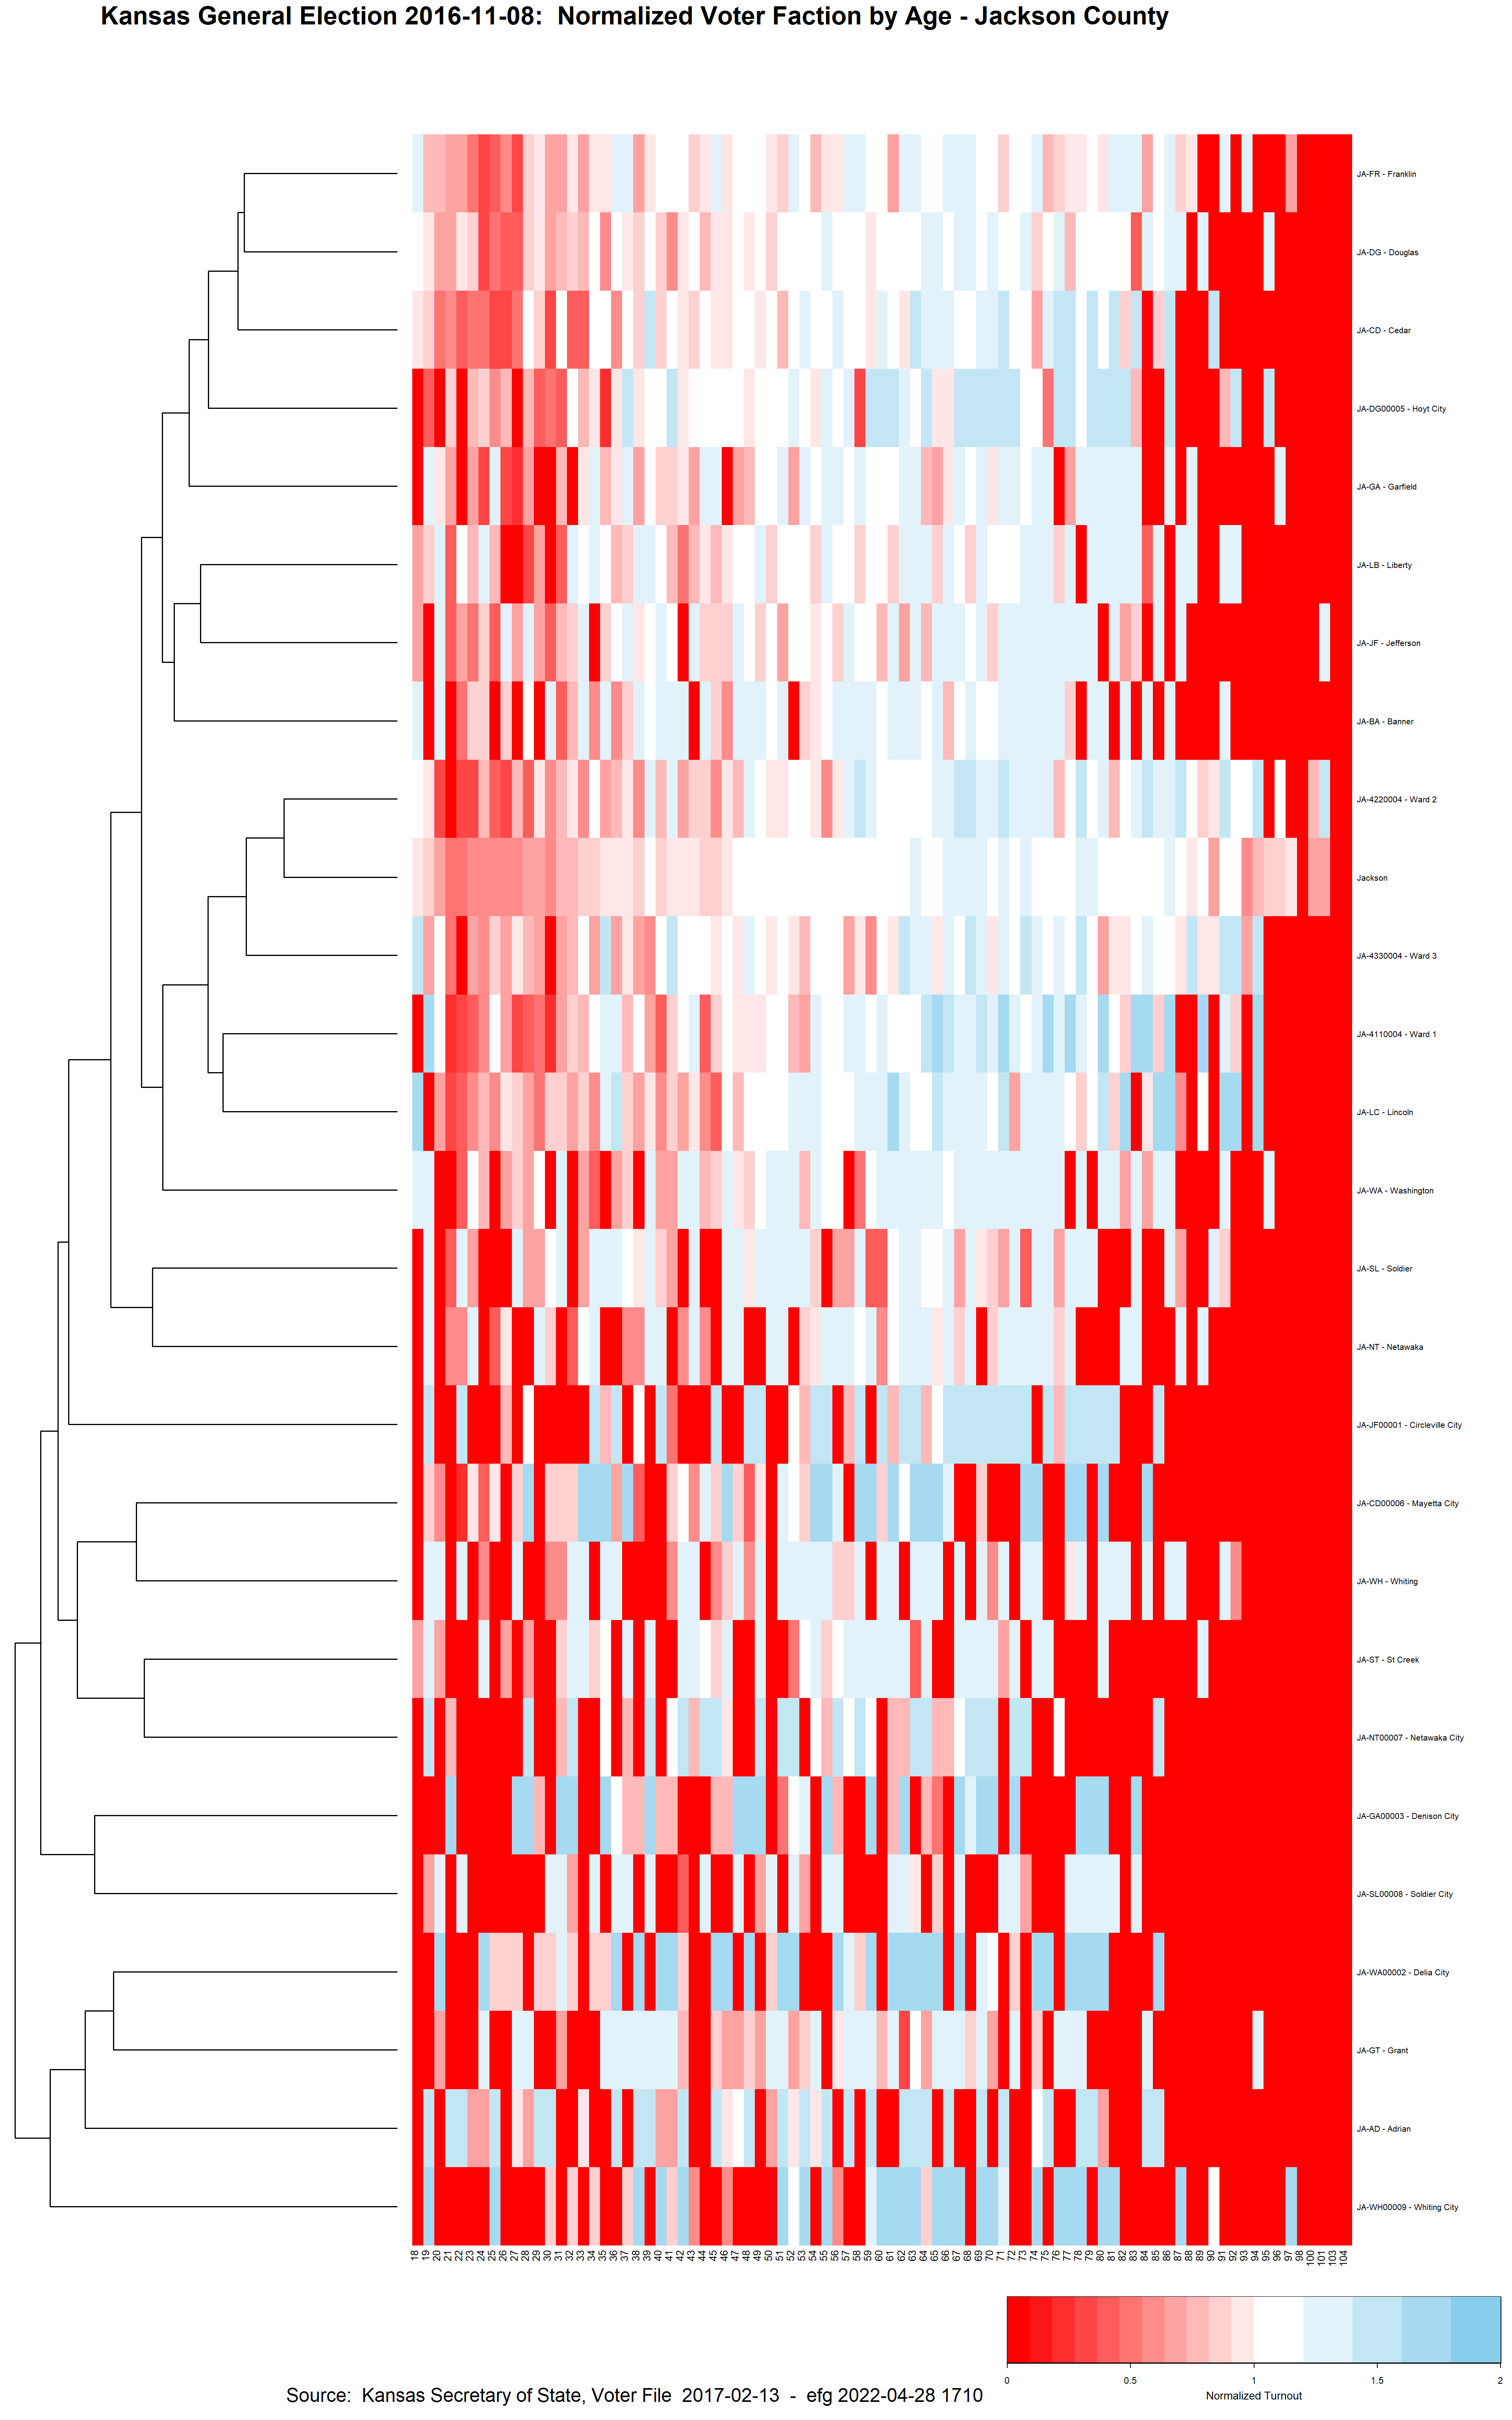 Kansas General Election 2016-11-08:  Normalized Voter Faction by Age - Jackson County
JA-FR - Franklin
JA-DG - Douglas
JA-CD - Cedar
JA-DG00005 - Hoyt City
JA-GA - Garfield
JA-LB - Liberty
JA-JF - Jefferson
JA-BA - Banner
JA-4220004 - Ward 2
Jackson
JA-4330004 - Ward 3
JA-4110004 - Ward 1
JA-LC - Lincoln
JA-WA - Washington
JA-SL - Soldier
JA-NT - Netawaka
JA-JF00001 - Circleville City
JA-CD00006 - Mayetta City
JA-WH - Whiting
JA-ST - St Creek
JA-NT00007 - Netawaka City
JA-GA00003 - Denison City
JA-SL00008 - Soldier City
JA-WA00002 - Delia City
JA-GT - Grant
JA-AD - Adrian
JA-WH00009 - Whiting City
18 19 20 21 22 23 24 25 26 27 28 29 30 31 32 33 34 35 36 37 38 39 40 41 42 43 44 45 46 47 48 49 50 51 52 53 54 55 56 57 58 59 60 61 62 63 64 65 66 67 68 69 70 71 72 73 74 75 76 77 78 79 80 81 82 83 84 85 86 87 88 89 90 91 92 93 94 95 96 97 98 100 101 103 104
0 0.5 1 1.5 2
Normalized Turnout
Source:  Kansas Secretary of State, Voter File  2017-02-13  -  efg 2022-04-28 1710